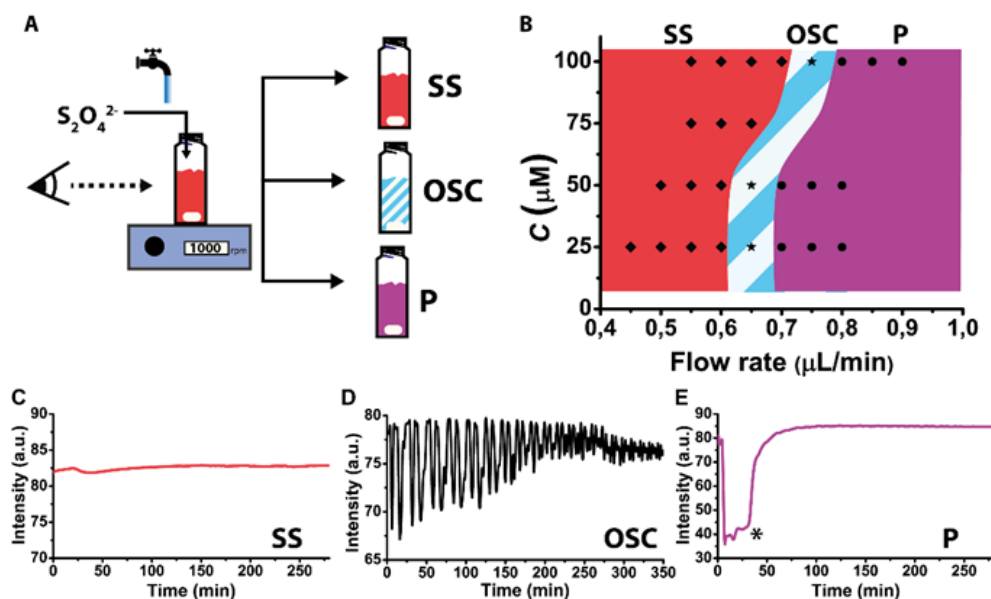 A
S₂O₄²⁻
1000 rpm
SS
OSC
P
B
SS OSC P
C (μM)
100
75
50
25
0
0,4 0,5 0,6 0,7 0,8 0,9 1,0
Flow rate (μL/min)
C
Intensity (a.u.)
90
85
80
75
70
0 50 100 150 200 250
Time (min)
SS
D
Intensity (a.u.)
80
75
70
65
0 50 100 150 200 250 300 350
Time (min)
OSC
E
Intensity (a.u.)
90
80
70
60
50
40
30
*
0 50 100 150 200 250
Time (min)
P